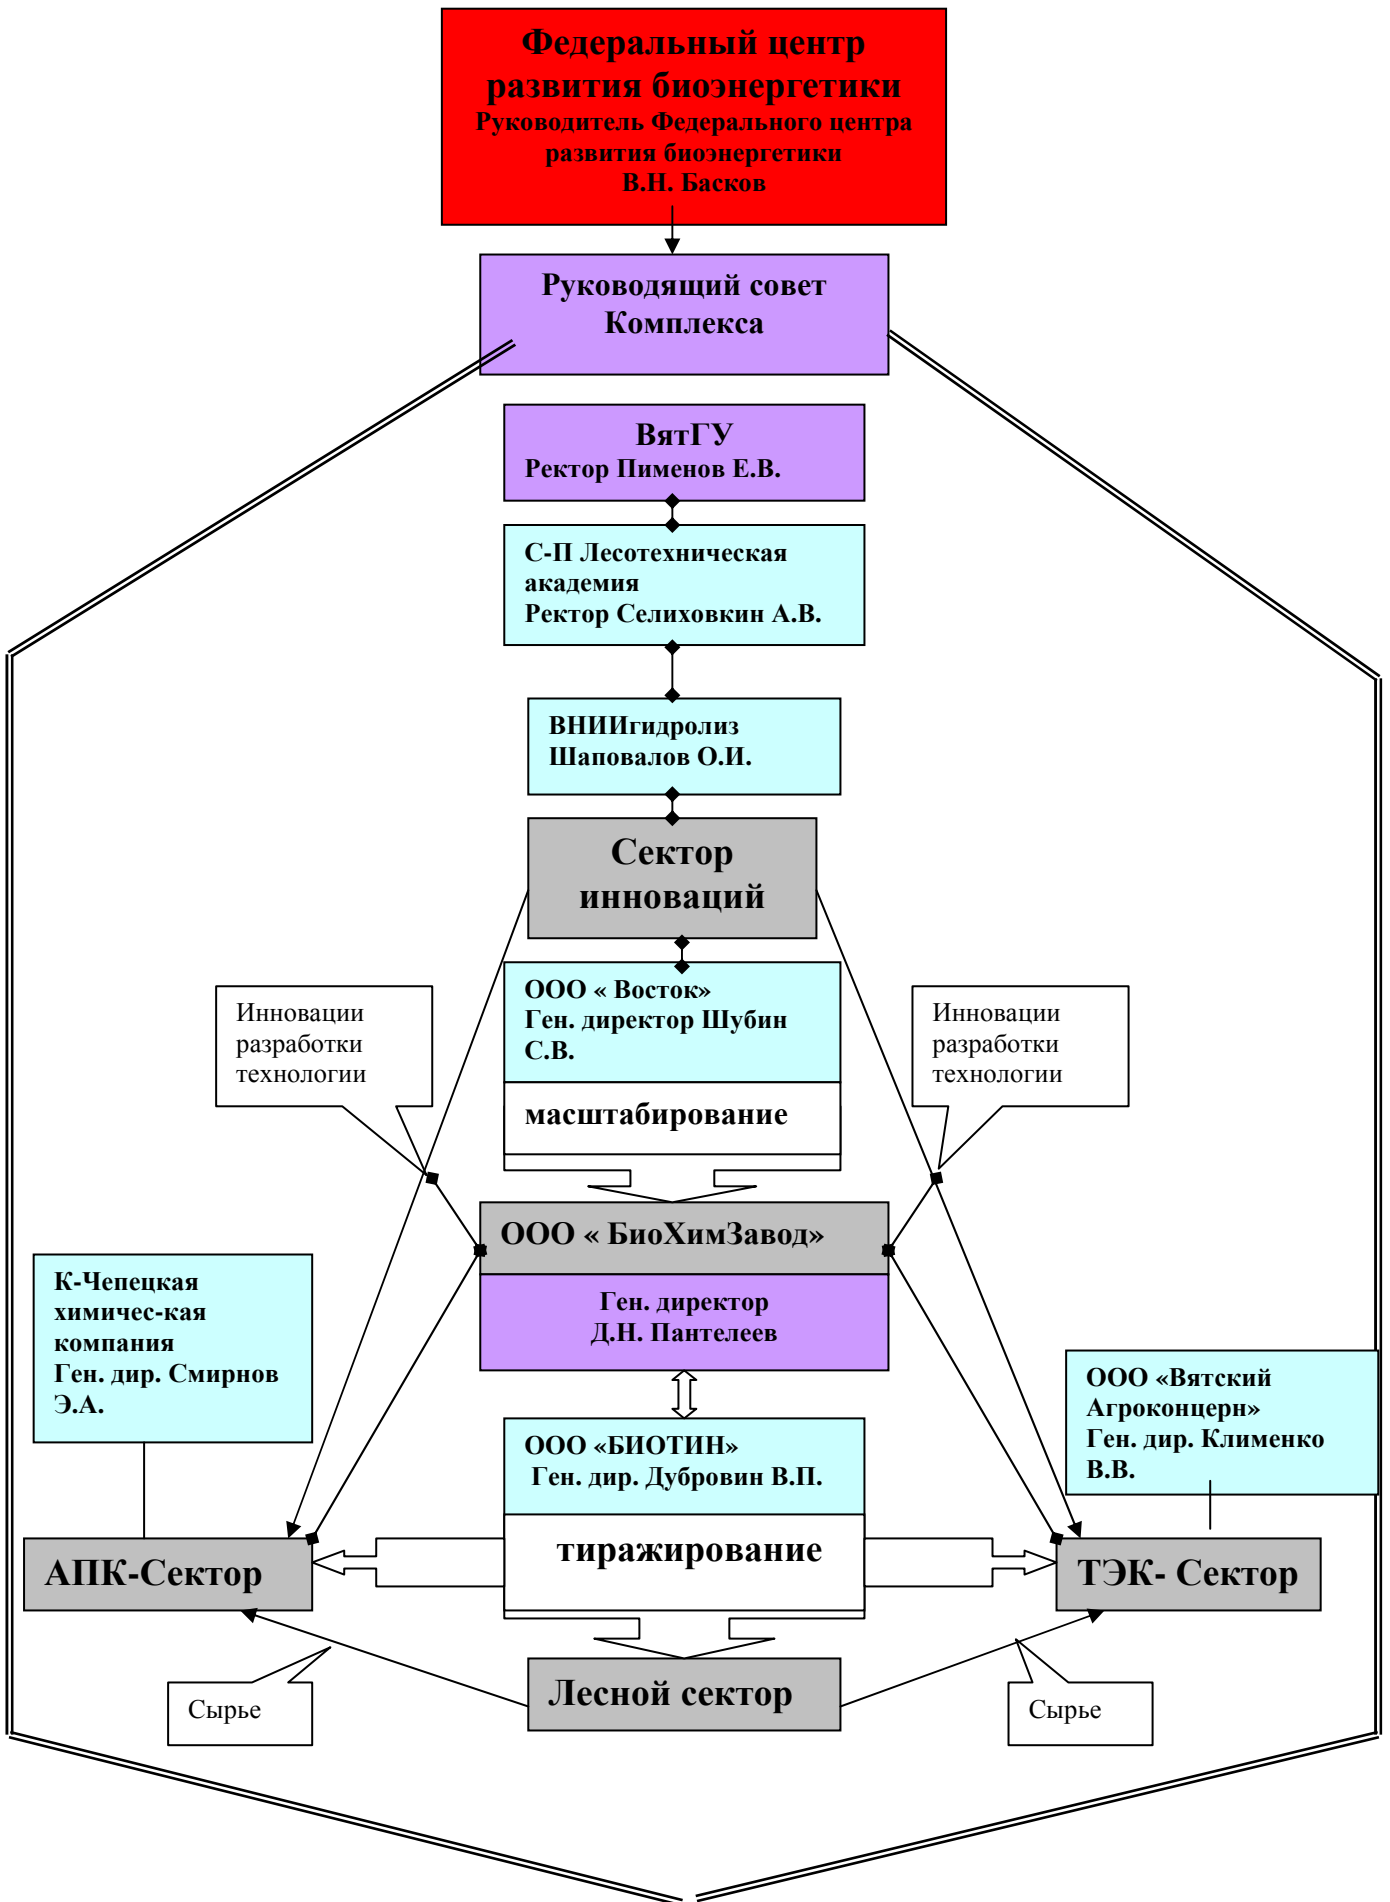 Федеральный центр
развития биоэнергетики
Руководитель Федерального центра
развития биоэнергетики
В.Н. Басков
Руководящий совет
Комплекса
ВятГУ
Ректор Пименов Е.В.
С-П Лесотехническая
академия
Ректор Селиховкин А.В.
ВНИИгидролиз
Шаповалов О.И.
Сектор
инноваций
ООО « Восток»
Ген. директор Шубин
С.В.
Инновации
разработки
технологии
Инновации
разработки
технологии
масштабирование
ООО « БиоХимЗавод»
Ген. директор
Д.Н. Пантелеев
К-Чепецкая
химичес-кая
компания
Ген. дир. Смирнов
Э.А.
ООО «Вятский
Агроконцерн»
Ген. дир. Клименко
В.В.
ООО «БИОТИН»
Ген. дир. Дубровин В.П.
тиражирование
АПК-Сектор
ТЭК- Сектор
Лесной сектор
Сырье
Сырье